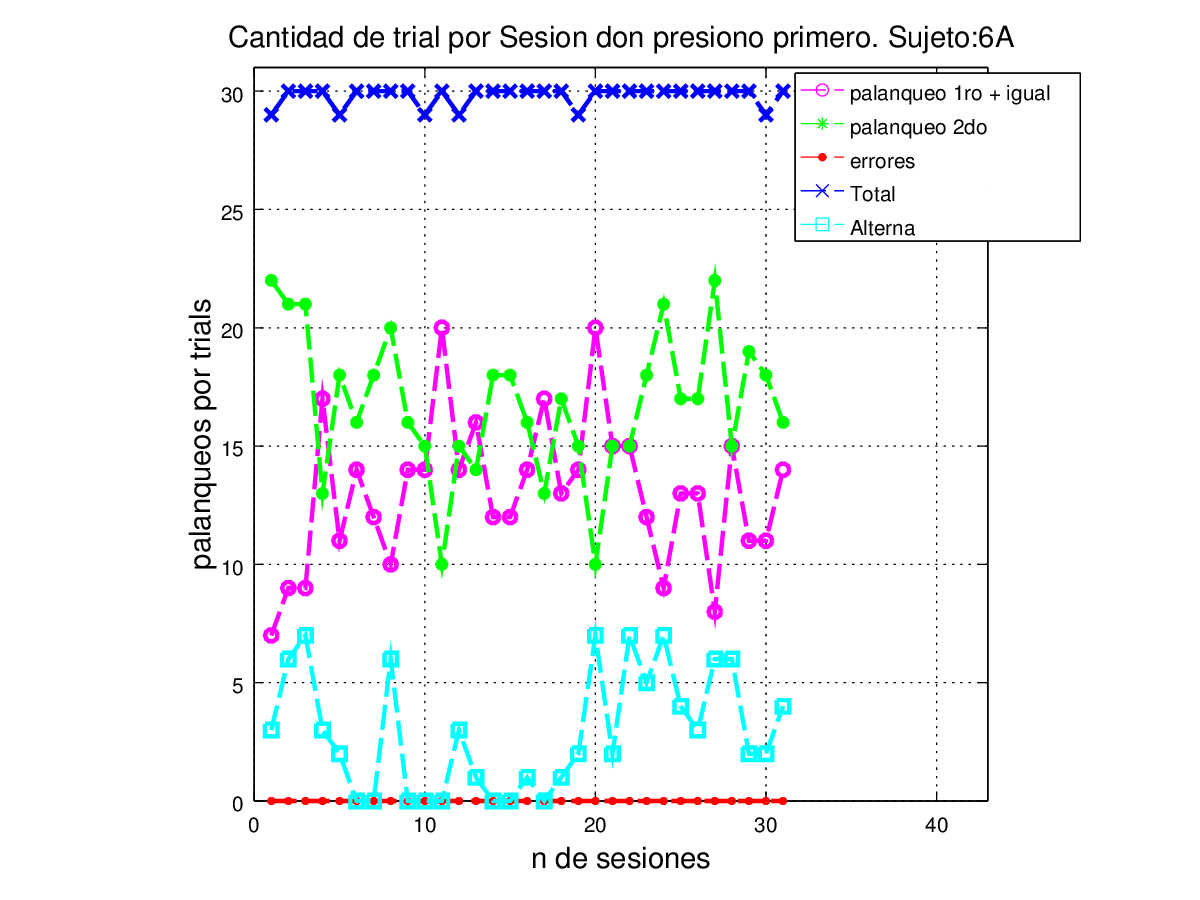 Cantidad de trial por Sesion don presiono primero. Sujeto:6A
palanqueo 1ro + igual
palanqueo 2do
errores
Total
Alterna
palanqueos por trials
30
25
20
15
10
5
0
0 10 20 30 40
n de sesiones